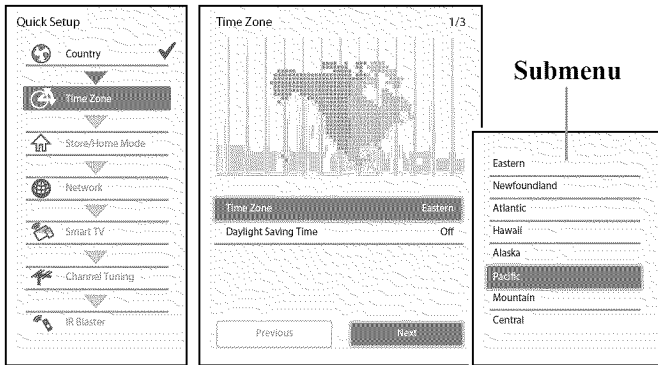 Quick Setup
Country
Time Zone
Store/Home Mode
Network
Smart TV
Channel Tuning
IR Blaster
Time Zone 1/3
Time Zone Eastern
Daylight Saving Time Off
Previous Next
Submenu
Eastern
Newfoundland
Atlantic
Hawaii
Alaska
Pacific
Mountain
Central